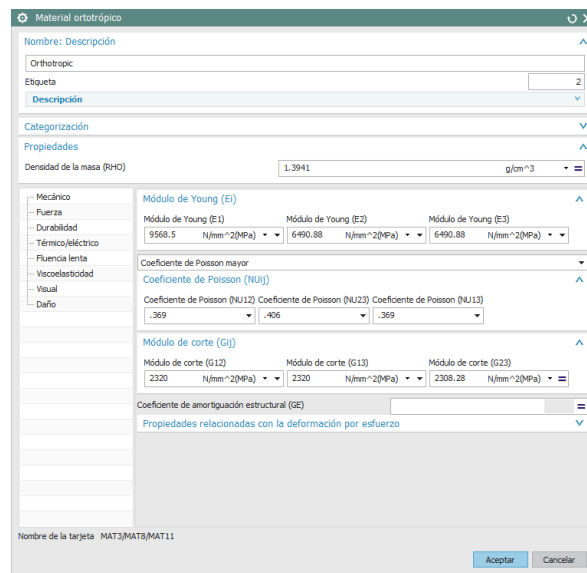 Material ortotrópico
Nombre: Descripción
Orthotropic
Etiqueta 2
Descripción
Categorización
Propiedades
Densidad de la masa (RHO) 1.3941 g/cm^3
Mecánico
Fuerza
Durabilidad
Térmico/eléctrico
Fluencia lenta
Viscoelasticidad
Visual
Daño
Módulo de Young (Ei)
Módulo de Young (E1) Módulo de Young (E2) Módulo de Young (E3)
9568.5 N/mm^2(MPa) 6490.88 N/mm^2(MPa) 6490.88 N/mm^2(MPa)
Coeficiente de Poisson mayor
Coeficiente de Poisson (NUij)
Coeficiente de Poisson (NU12) Coeficiente de Poisson (NU23) Coeficiente de Poisson (NU13)
.369 .406 .369
Módulo de corte (Gij)
Módulo de corte (G12) Módulo de corte (G13) Módulo de corte (G23)
2320 N/mm^2(MPa) 2320 N/mm^2(MPa) 2308.28 N/mm^2(MPa)
Coeficiente de amortiguación estructural (GE)
Propiedades relacionadas con la deformación por esfuerzo
Nombre de la tarjeta MAT3/MAT8/MAT11
Aceptar Cancelar